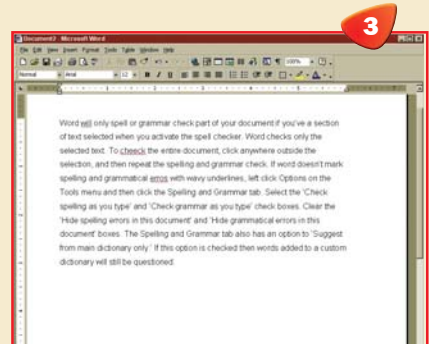 3
Document2 - Microsoft Word
File Edit View Insert Format Tools Table Window Help
100%
Normal Arial 12 B I U
Word will only spell or grammar check part of your document if you've a section
of text selected when you activate the spell checker. Word checks only the
selected text. To cheeck the entire document, click anywhere outside the
selection, and then repeat the spelling and grammar check. If word doesn't mark
spelling and grammatical erros with wavy underlines, left click Options on the
Tools menu and then click the Spelling and Grammar tab. Select the 'Check
spelling as you type' and 'Check grammar as you type' check boxes. Clear the
'Hide spelling errors in this document' and 'Hide grammatical errors in this
document' boxes. The Spelling and Grammar tab also has an option to 'Suggest
from main dictionary only.' If this option is checked then words added to a custom
dictionary will still be questioned.